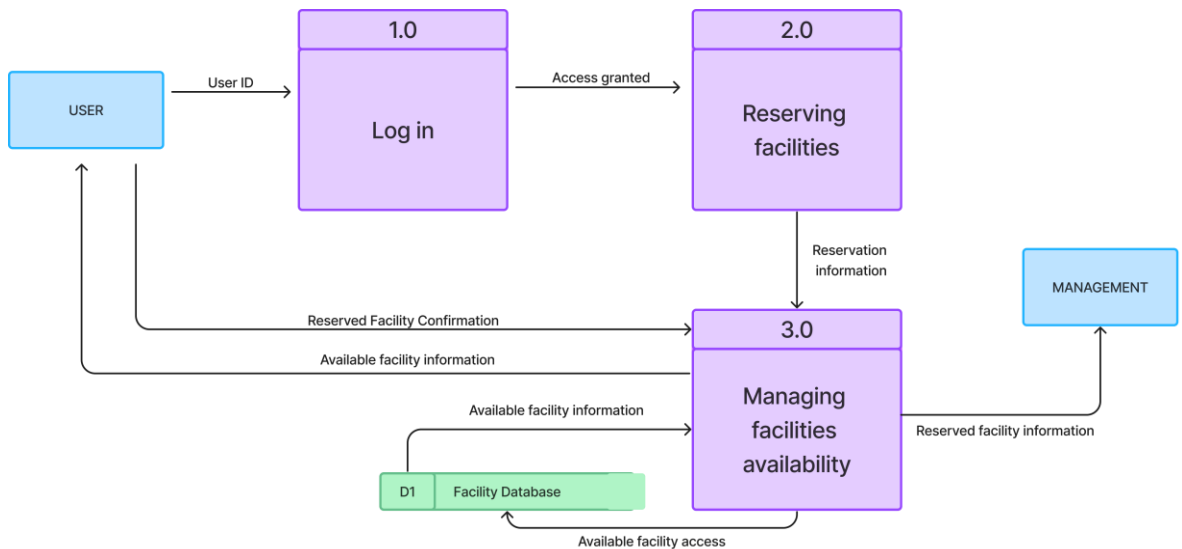 1.0
2.0
User ID
Access granted
USER
Log in
Reserving
facilities
Reservation
information
MANAGEMENT
Reserved Facility Confirmation
3.0
Available facility information
Managing
facilities
availability
Available facility information
Reserved facility information
D1
Facility Database
Available facility access